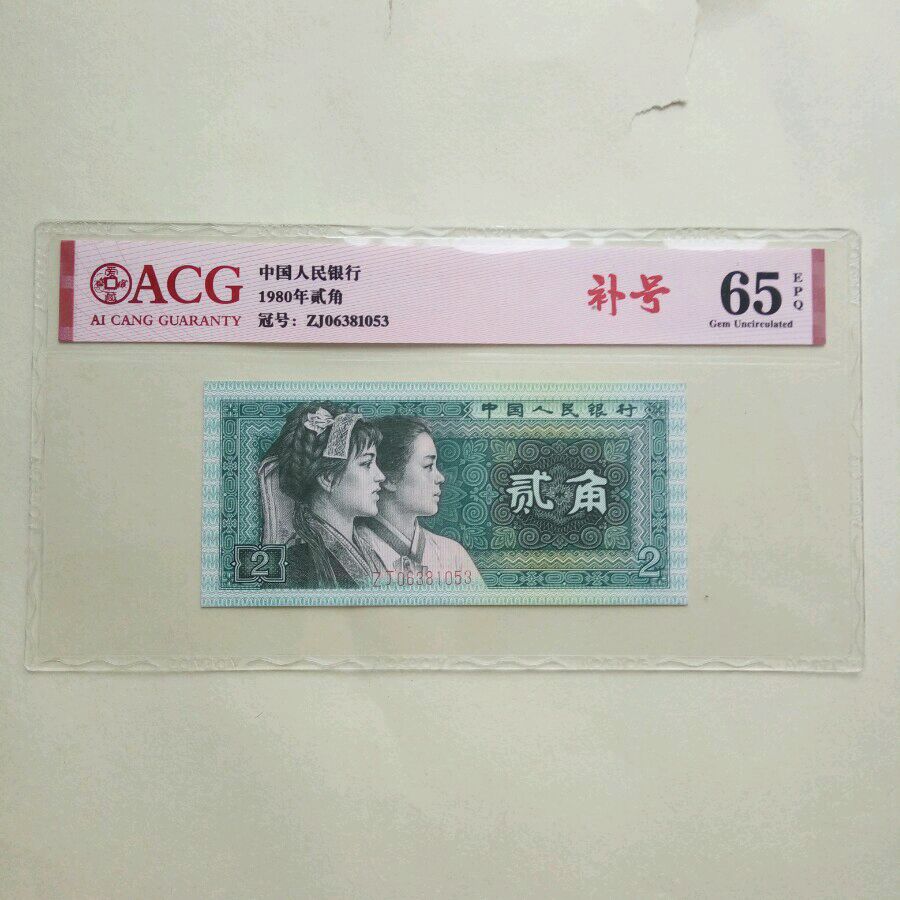 ACG
AI CANG GUARANTY
中国人民银行
1980年贰角
冠号: ZJ06381053
补号
65
EPQ
Gem Uncirculated
中国人民银行
贰角
2
ZJ06381053
2